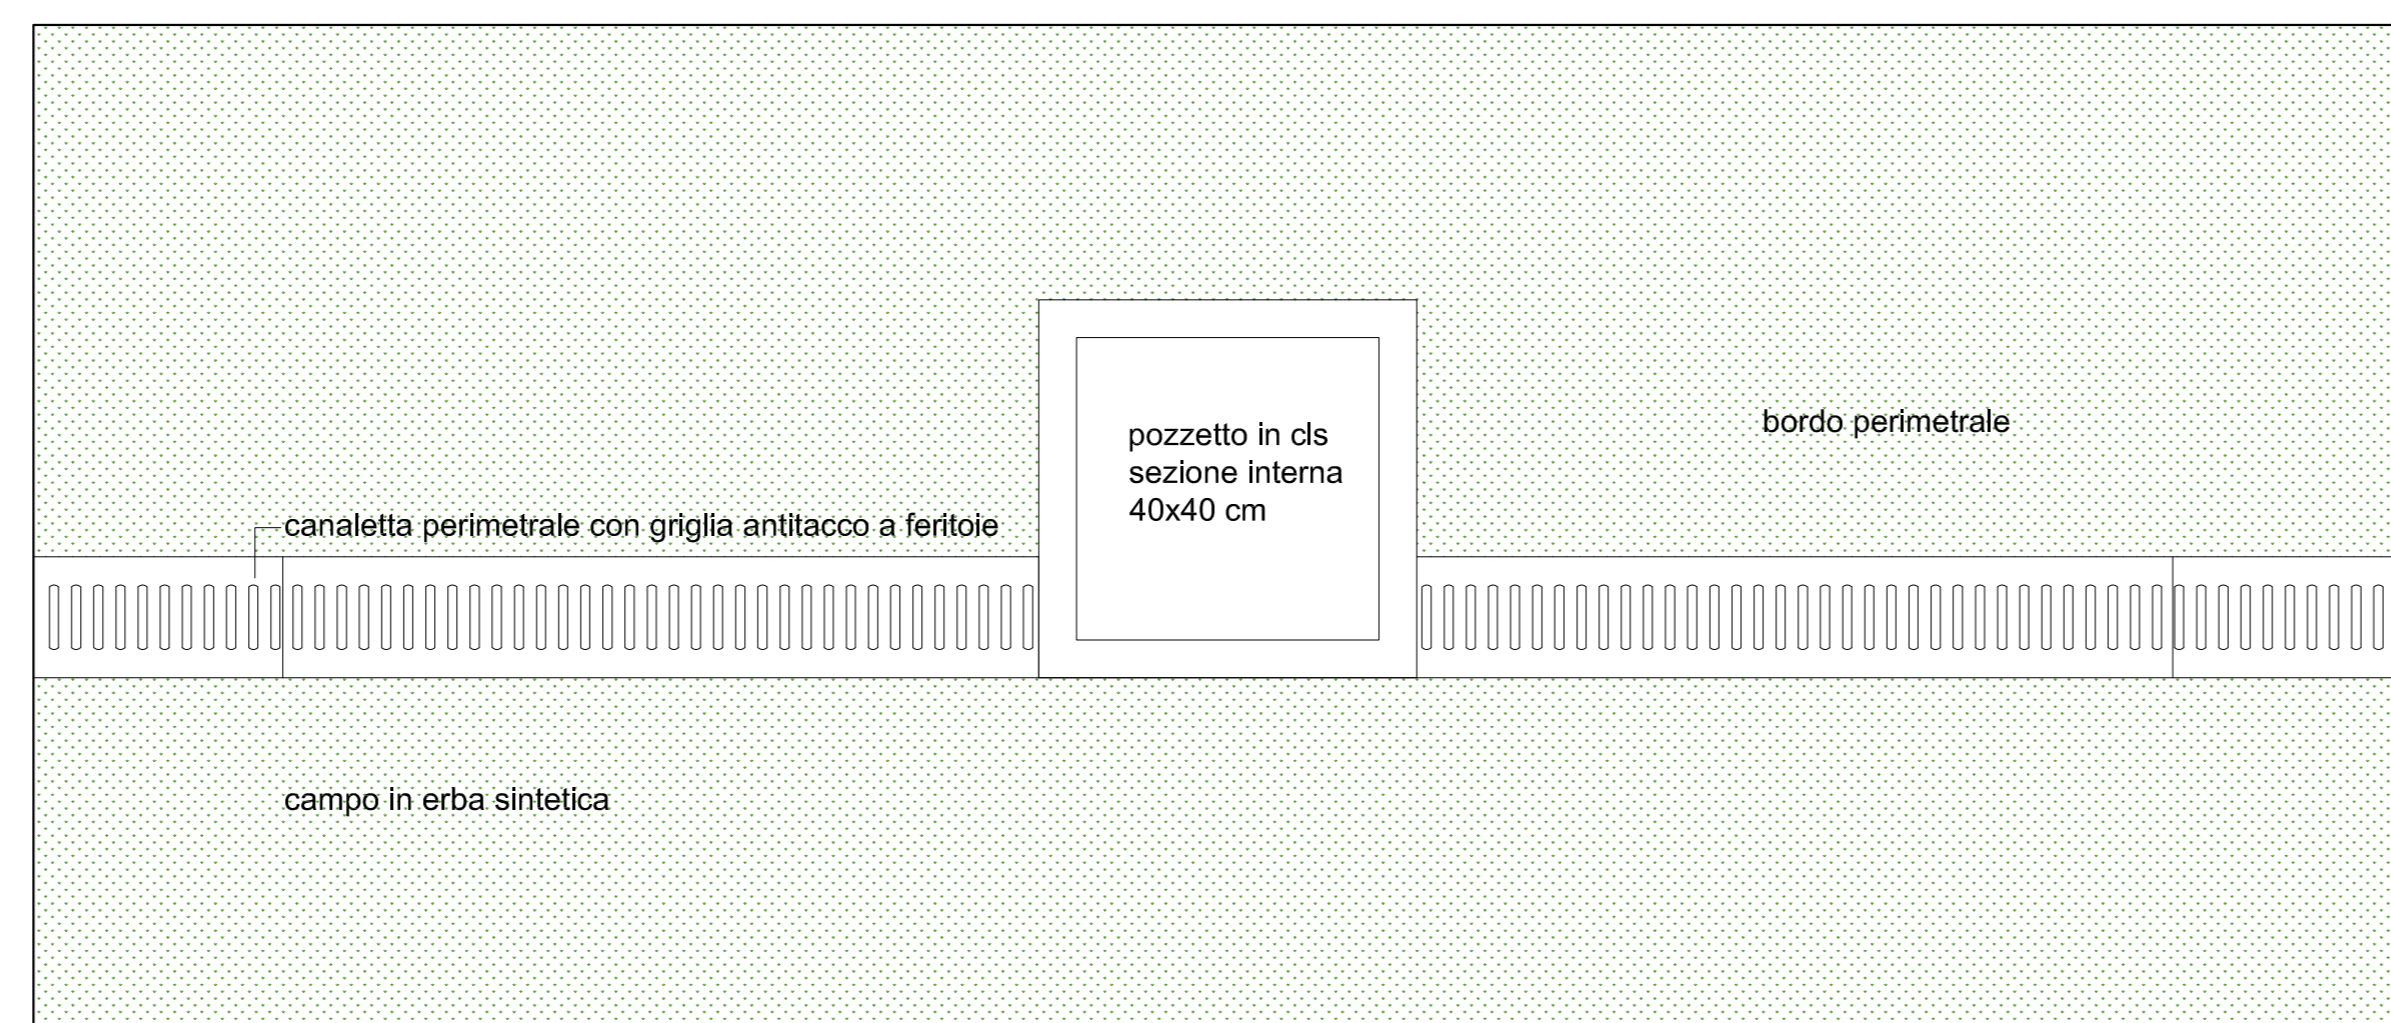 bordo perimetrale
pozzetto in cls
sezione interna
40x40 cm
canaletta perimetrale con griglia antitacco a feritoie
campo in erba sintetica